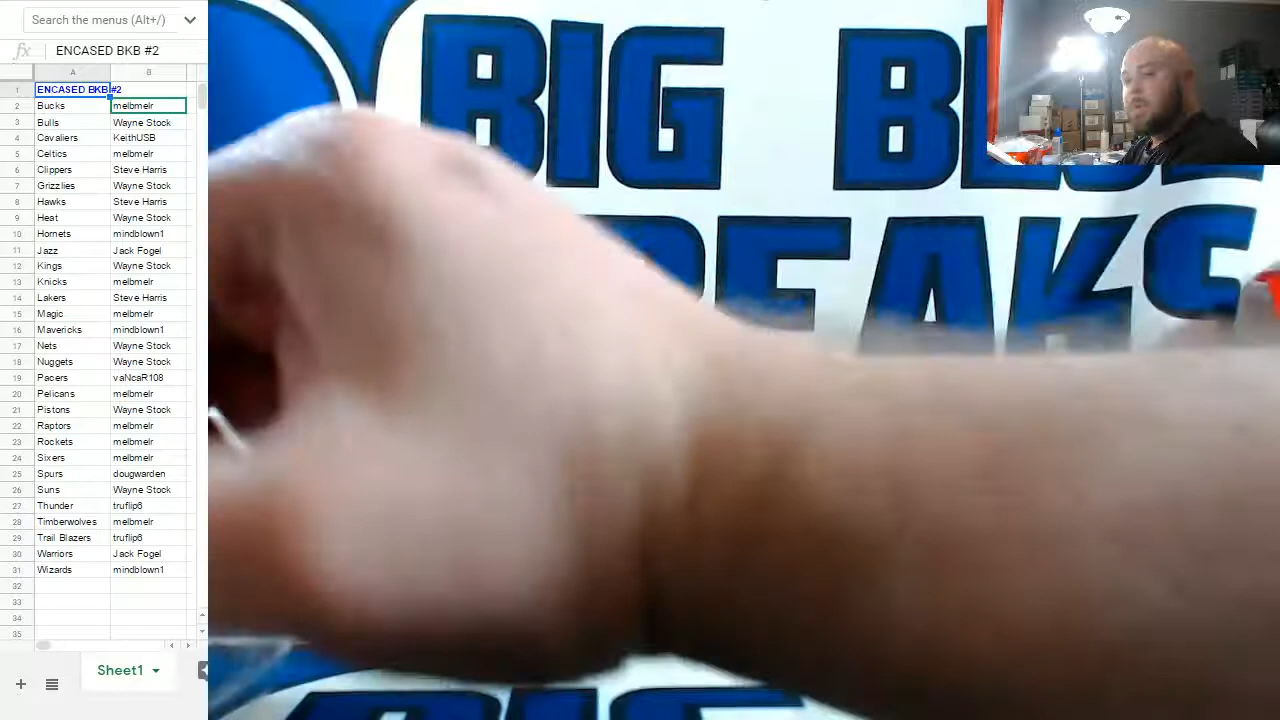 Search the menus (Alt+/)
fx ENCASED BKB #2
A B
1 ENCASED BKB #2
2 Bucks melbmelr
3 Bulls Wayne Stock
4 Cavaliers KeithUSB
5 Celtics melbmelr
6 Clippers Steve Harris
7 Grizzlies Wayne Stock
8 Hawks Steve Harris
9 Heat Wayne Stock
10 Hornets mindblown1
11 Jazz Jack Fogel
12 Kings Wayne Stock
13 Knicks melbmelr
14 Lakers Steve Harris
15 Magic melbmelr
16 Mavericks mindblown1
17 Nets Wayne Stock
18 Nuggets Wayne Stock
19 Pacers vaNcaR108
20 Pelicans melbmelr
21 Pistons Wayne Stock
22 Raptors melbmelr
23 Rockets melbmelr
24 Sixers melbmelr
25 Spurs dougwarden
26 Suns Wayne Stock
27 Thunder truflip6
28 Timberwolves melbmelr
29 Trail Blazers truflip6
30 Warriors Jack Fogel
31 Wizards mindblown1
32
33
34
35
Sheet1
BIG BLUE
BREAKS
BIG